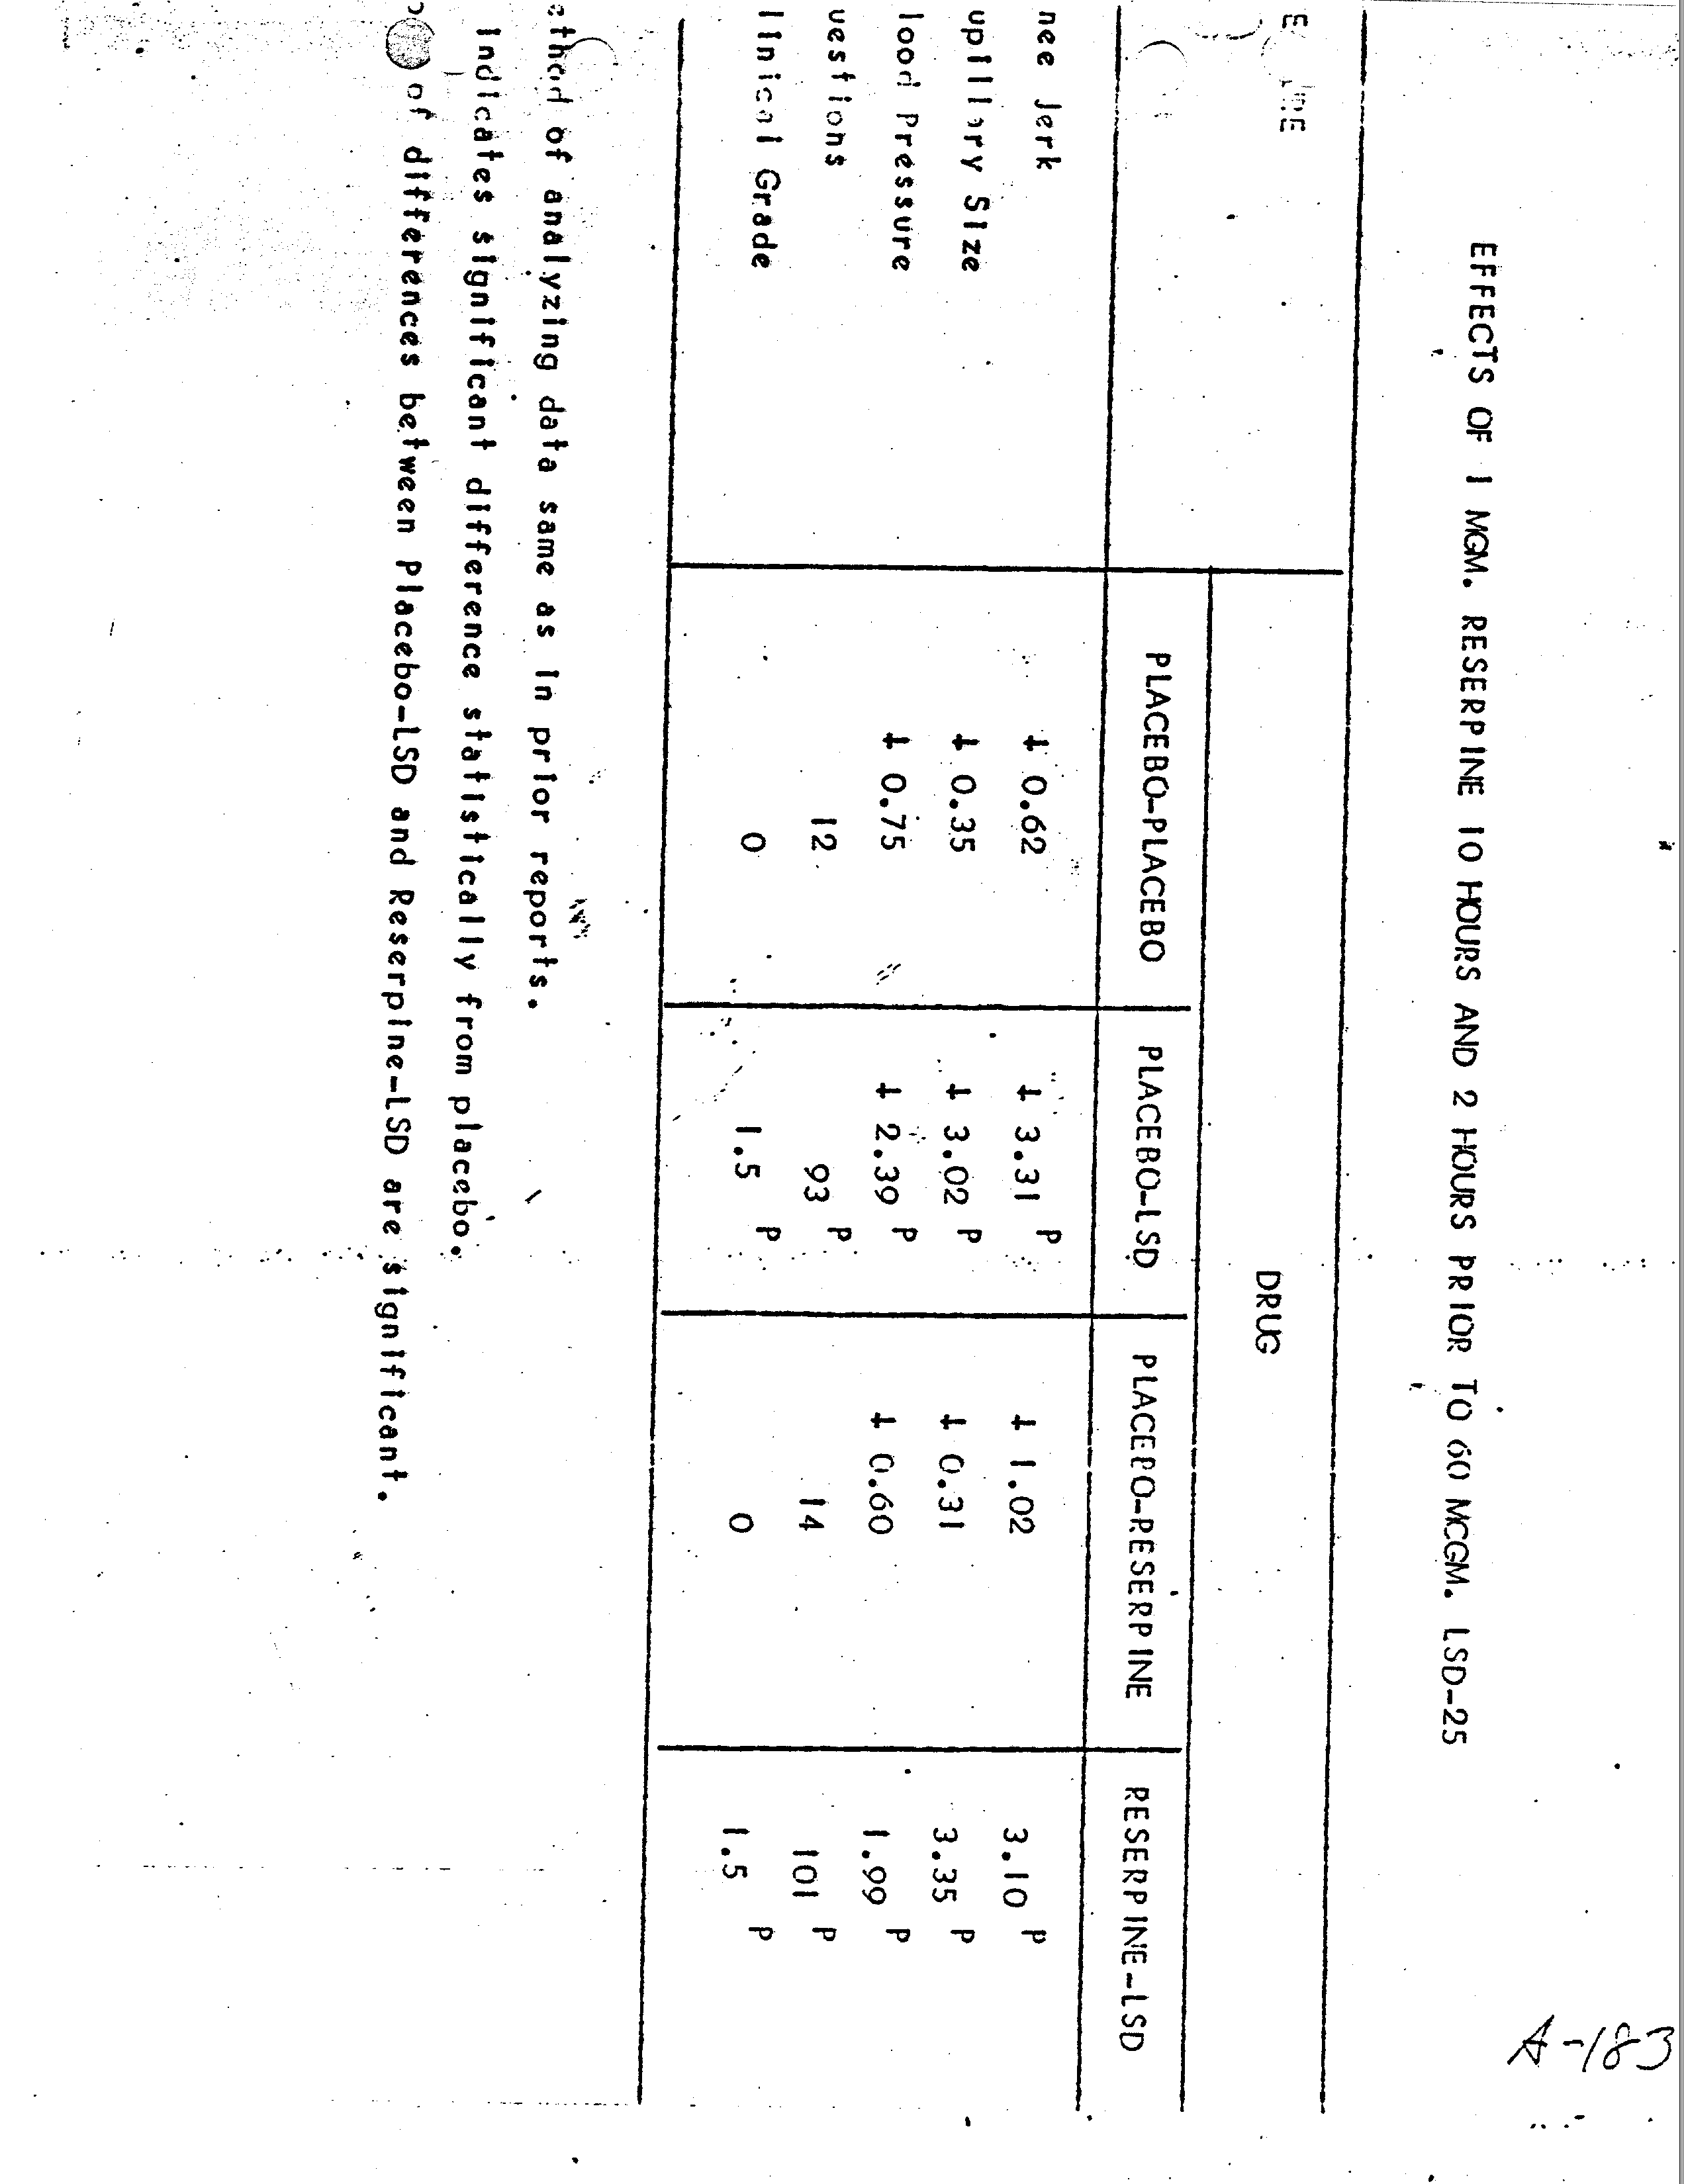 A-183
EFFECTS OF 1 MGM. RESERPINE 10 HOURS AND 2 HOURS PRIOR TO 60 MCGM. LSD-25
DRUG
PLACEBO-PLACEBO PLACEBO-LSD PLACEBO-RESERPINE RESERPINE-LSD
nee Jerk + 0.62 + 3.31 P + 1.02 3.10 P
upillary Size + 0.35 + 3.02 P + 0.31 3.35 P
lood Pressure + 0.75 + 2.39 P + 0.60 1.99 P
uestions 12 93 P 14 101 P
linical Grade 0 1.5 P 0 1.5 P
ethod of analyzing data same as in prior reports.
Indicates significant difference statistically from placebo.
of differences between Placebo-LSD and Reserpine-LSD are significant.